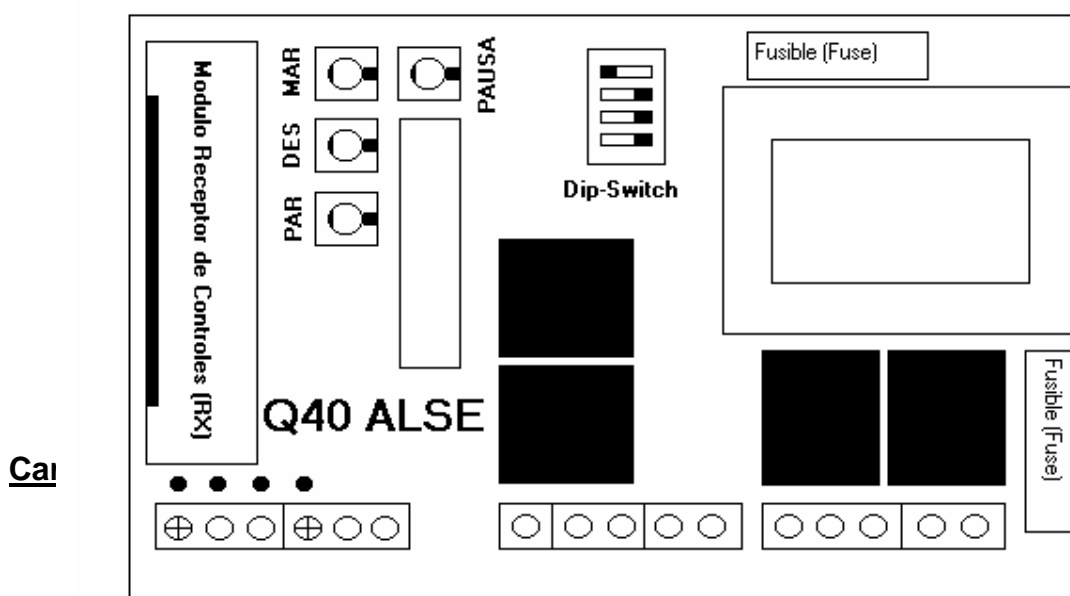 Fusible (Fuse)
MAR
PAUSA
DES
PAR
Modulo Receptor de Controles (RX)
Dip-Switch
Q40 ALSE
Fusible (Fuse)